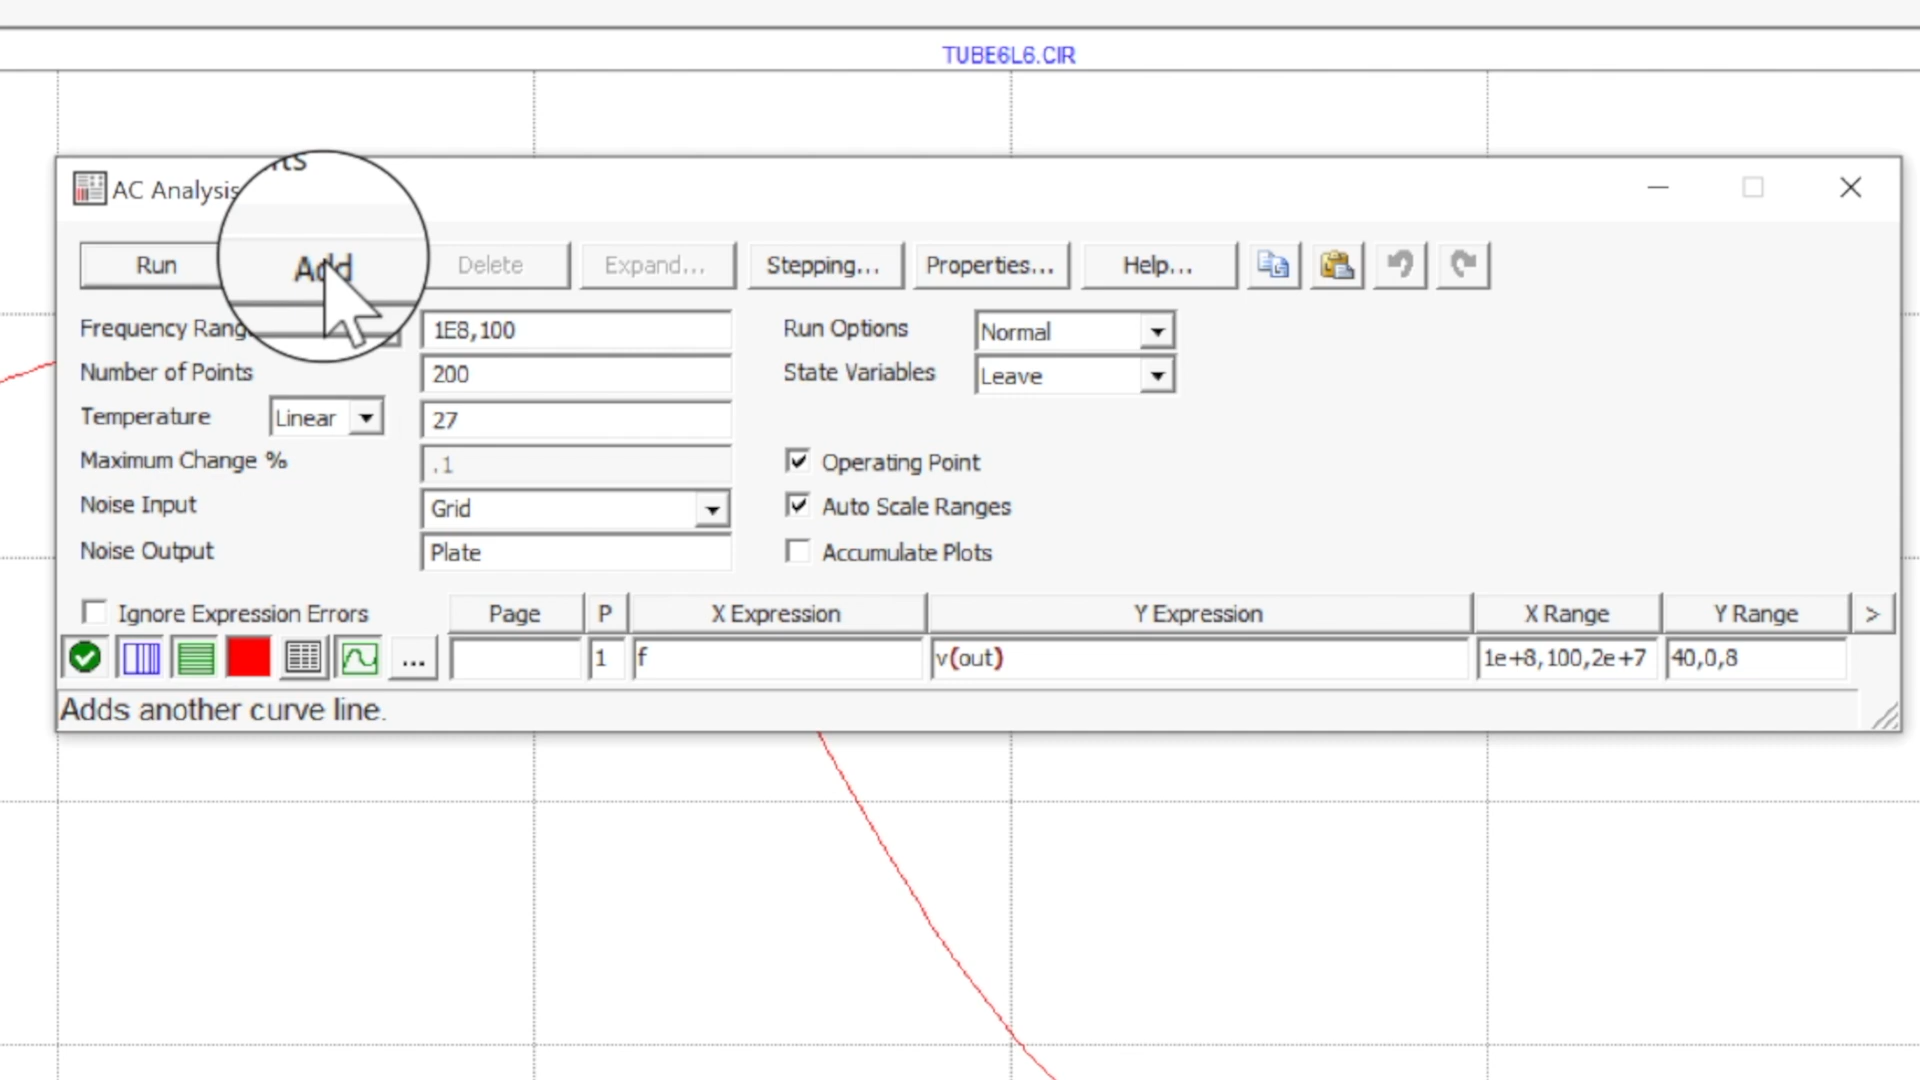 TUBE6L6.CIR
AC Analysis
Run Add Delete Expand... Stepping... Properties... Help...
Frequency Rang 1E8,100 Run Options Normal
Number of Points 200 State Variables Leave
Temperature Linear 27
Maximum Change % .1 Operating Point
Noise Input Grid Auto Scale Ranges
Noise Output Plate Accumulate Plots
Ignore Expression Errors Page P X Expression Y Expression X Range Y Range >
... 1 f v(out) 1e+8,100,2e+7 40,0,8
Adds another curve line.